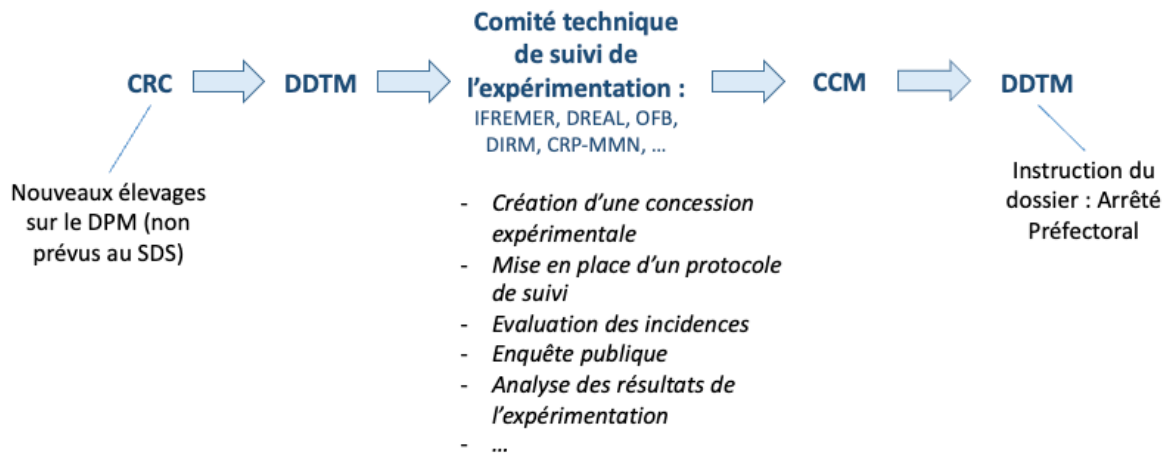 CRC
DDTM
Comité technique
de suivi de
l'expérimentation :
IFREMER, DREAL, OFB,
DIRM, CRP-MMN, ...
CCM
DDTM
Nouveaux élevages
sur le DPM (non
prévus au SDS)
- Création d'une concession
expérimentale
- Mise en place d'un protocole
de suivi
- Evaluation des incidences
- Enquête publique
- Analyse des résultats de
l'expérimentation
- ...
Instruction du
dossier : Arrêté
Préfectoral